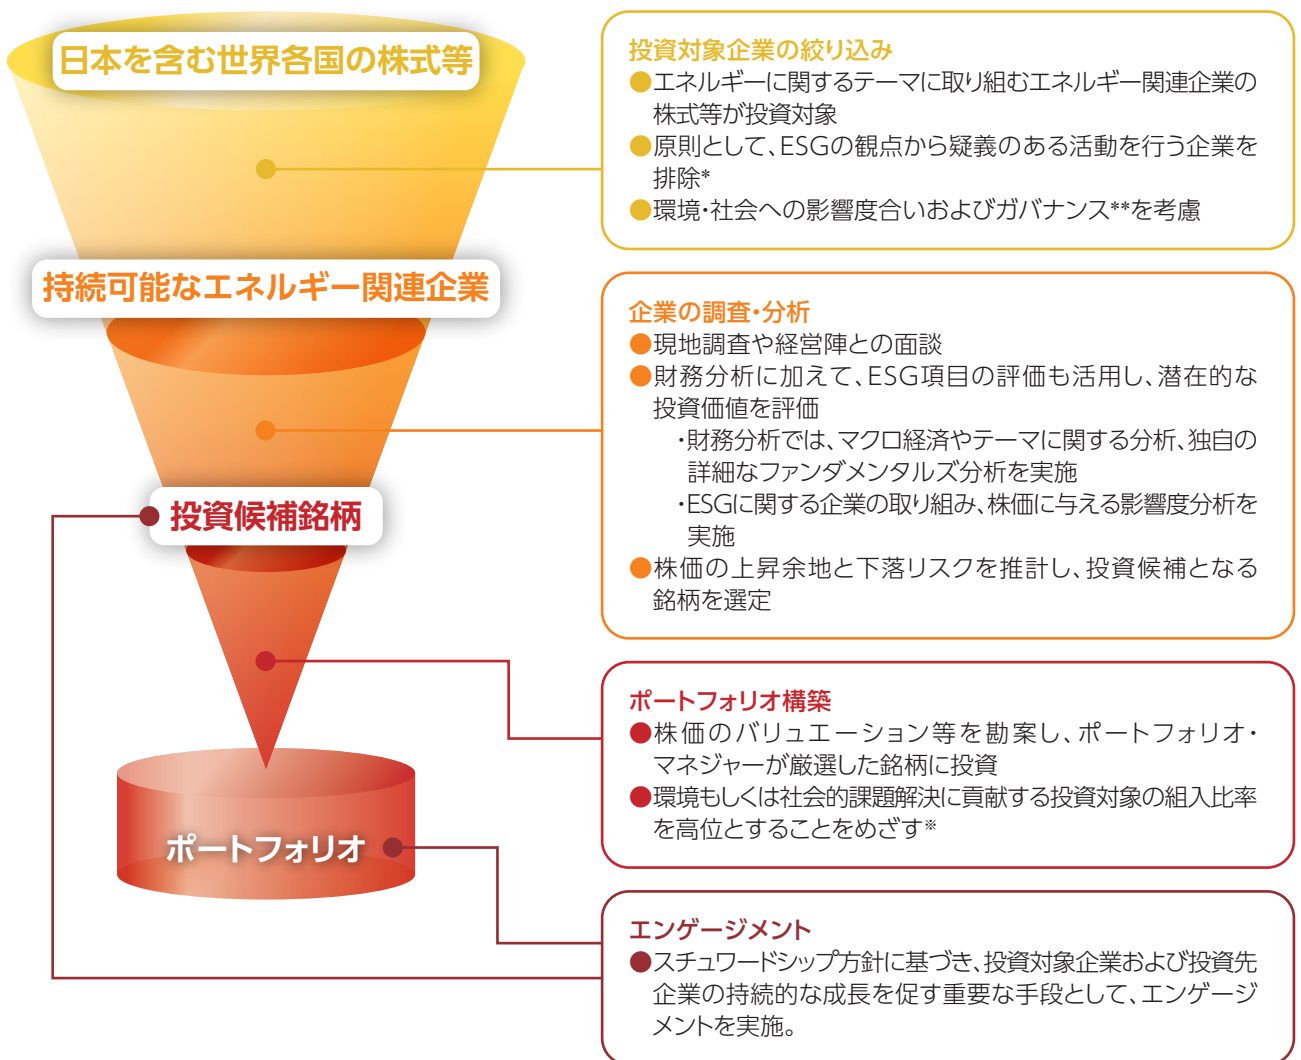 日本を含む世界各国の株式等
持続可能なエネルギー関連企業
投資候補銘柄
ポートフォリオ
投資対象企業の絞り込み
●エネルギーに関するテーマに取り組むエネルギー関連企業の
株式等が投資対象
●原則として、ESGの観点から疑義のある活動を行う企業を
排除*
●環境・社会への影響度合いおよびガバナンス**を考慮
企業の調査・分析
●現地調査や経営陣との面談
●財務分析に加えて、ESG項目の評価も活用し、潜在的な
投資価値を評価
・財務分析では、マクロ経済やテーマに関する分析、独自の
詳細なファンダメンタルズ分析を実施
・ESGに関する企業の取り組み、株価に与える影響度分析を
実施
●株価の上昇余地と下落リスクを推計し、投資候補となる
銘柄を選定
ポートフォリオ構築
●株価のバリュエーション等を勘案し、ポートフォリオ・
マネジャーが厳選した銘柄に投資
●環境もしくは社会的課題解決に貢献する投資対象の組入比率
を高位とすることをめざす※
エンゲージメント
●スチュワードシップ方針に基づき、投資対象企業および投資先
企業の持続的な成長を促す重要な手段として、エンゲージ
メントを実施。